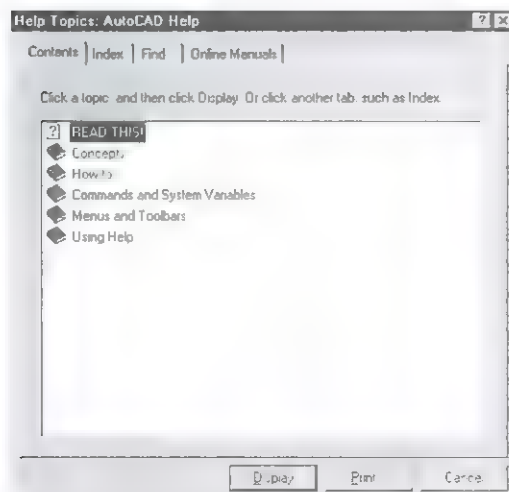 Help Topics: AutoCAD Help
Contents Index Find Online Manuals
Click a topic, and then click Display. Or click another tab, such as Index.
READ THIS!
Concepts
How to
Commands and System Variables
Menus and Toolbars
Using Help
Display Print Cancel